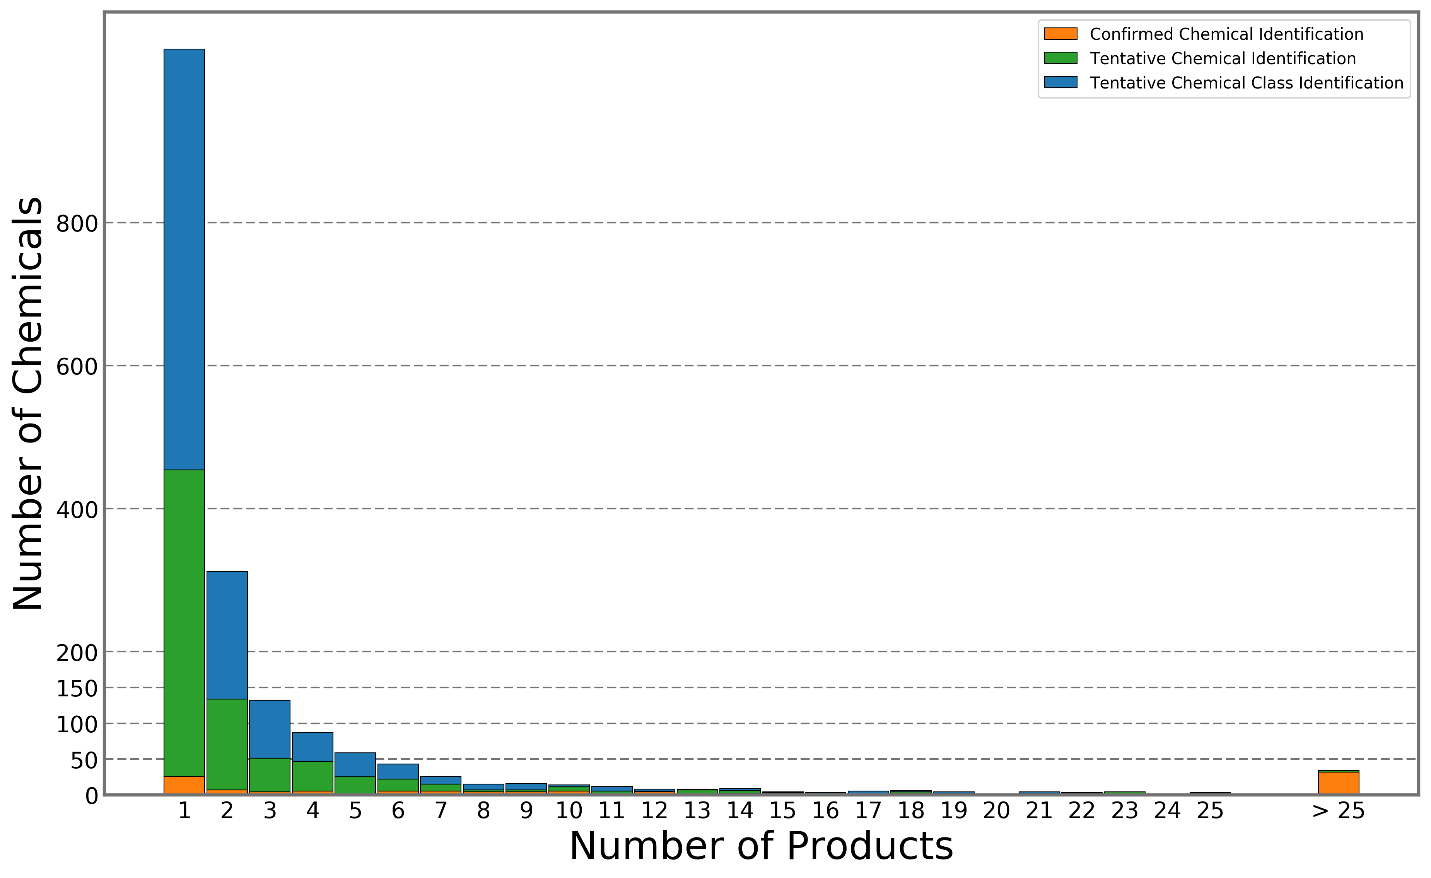 Confirmed Chemical Identification
Tentative Chemical Identification
Tentative Chemical Class Identification
Number of Chemicals
800
600
400
200
150
100
50
0
1 2 3 4 5 6 7 8 9 10 11 12 13 14 15 16 17 18 19 20 21 22 23 24 25 > 25
Number of Products